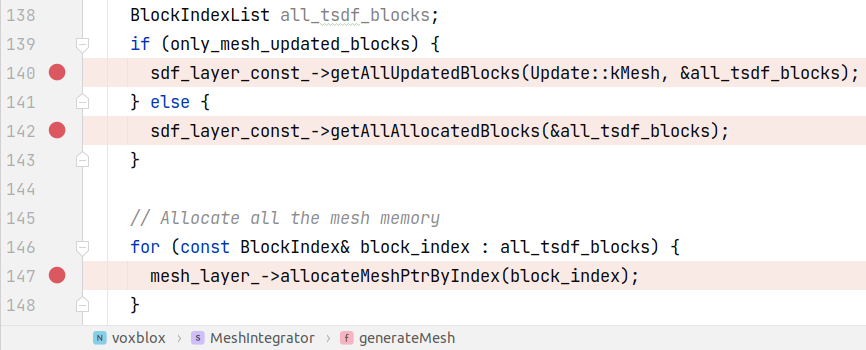 138 BlockIndexList all_tsdf_blocks;
139 if (only_mesh_updated_blocks) {
140 sdf_layer_const_->getAllUpdatedBlocks(Update::kMesh, &all_tsdf_blocks);
141 } else {
142 sdf_layer_const_->getAllAllocatedBlocks(&all_tsdf_blocks);
143 }
144
145 // Allocate all the mesh memory
146 for (const BlockIndex& block_index : all_tsdf_blocks) {
147 mesh_layer_->allocateMeshPtrByIndex(block_index);
148 }
N voxblox › S MeshIntegrator › f generateMesh